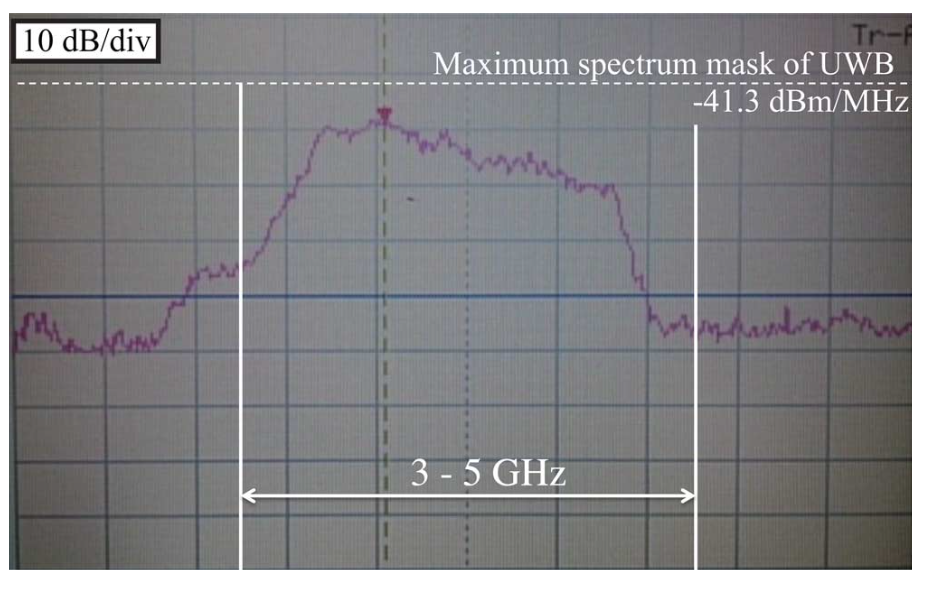 10 dB/div
Maximum spectrum mask of UWB
-41.3 dBm/MHz
3 - 5 GHz